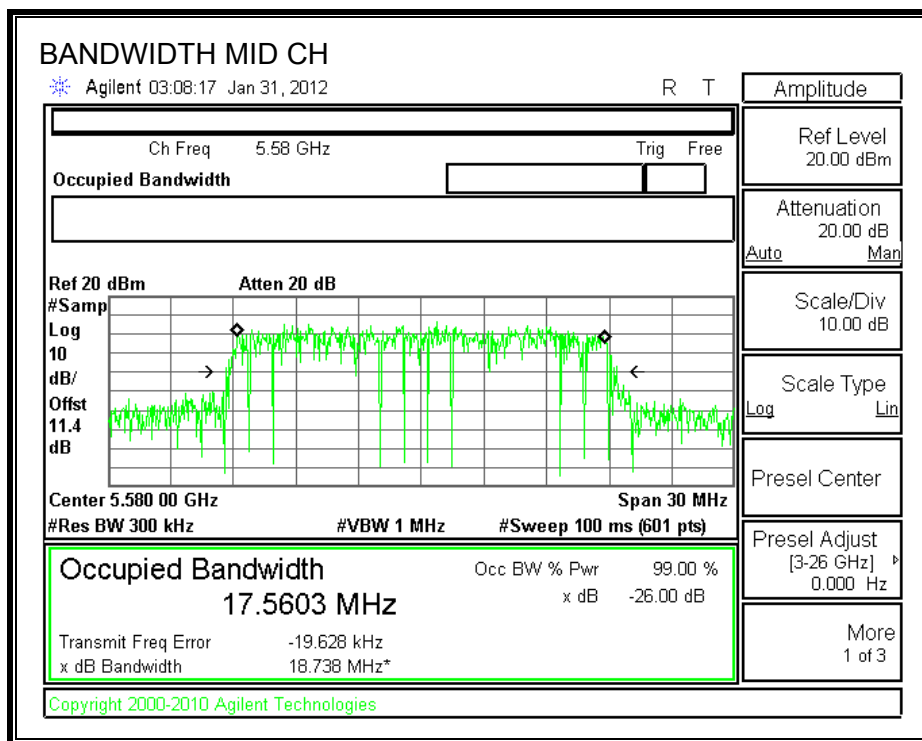 BANDWIDTH MID CH
Agilent 03:08:17 Jan 31, 2012 R T
Ch Freq 5.58 GHz Trig Free
Occupied Bandwidth
Ref 20 dBm Atten 20 dB
#Samp
Log
10
dB/
Offst
11.4
dB
Center 5.580 00 GHz Span 30 MHz
#Res BW 300 kHz #VBW 1 MHz #Sweep 100 ms (601 pts)
Occupied Bandwidth Occ BW % Pwr 99.00 %
17.5603 MHz x dB -26.00 dB
Transmit Freq Error -19.628 kHz
x dB Bandwidth 18.738 MHz*
Copyright 2000-2010 Agilent Technologies
Amplitude
Ref Level
20.00 dBm
Attenuation
20.00 dB
Auto Man
Scale/Div
10.00 dB
Scale Type
Log Lin
Presel Center
Presel Adjust
[3-26 GHz]
0.000 Hz
More
1 of 3